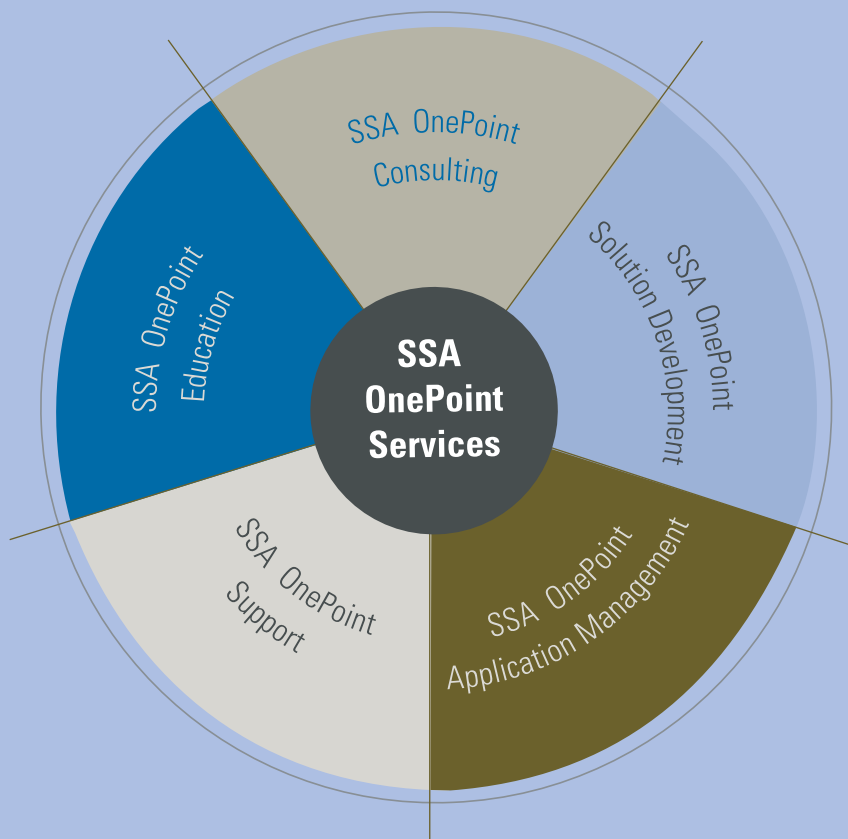 SSA OnePoint
Consulting
SSA OnePoint
Solution Development
SSA OnePoint
Education
SSA
OnePoint
Services
SSA OnePoint
Support
SSA OnePoint
Application Management